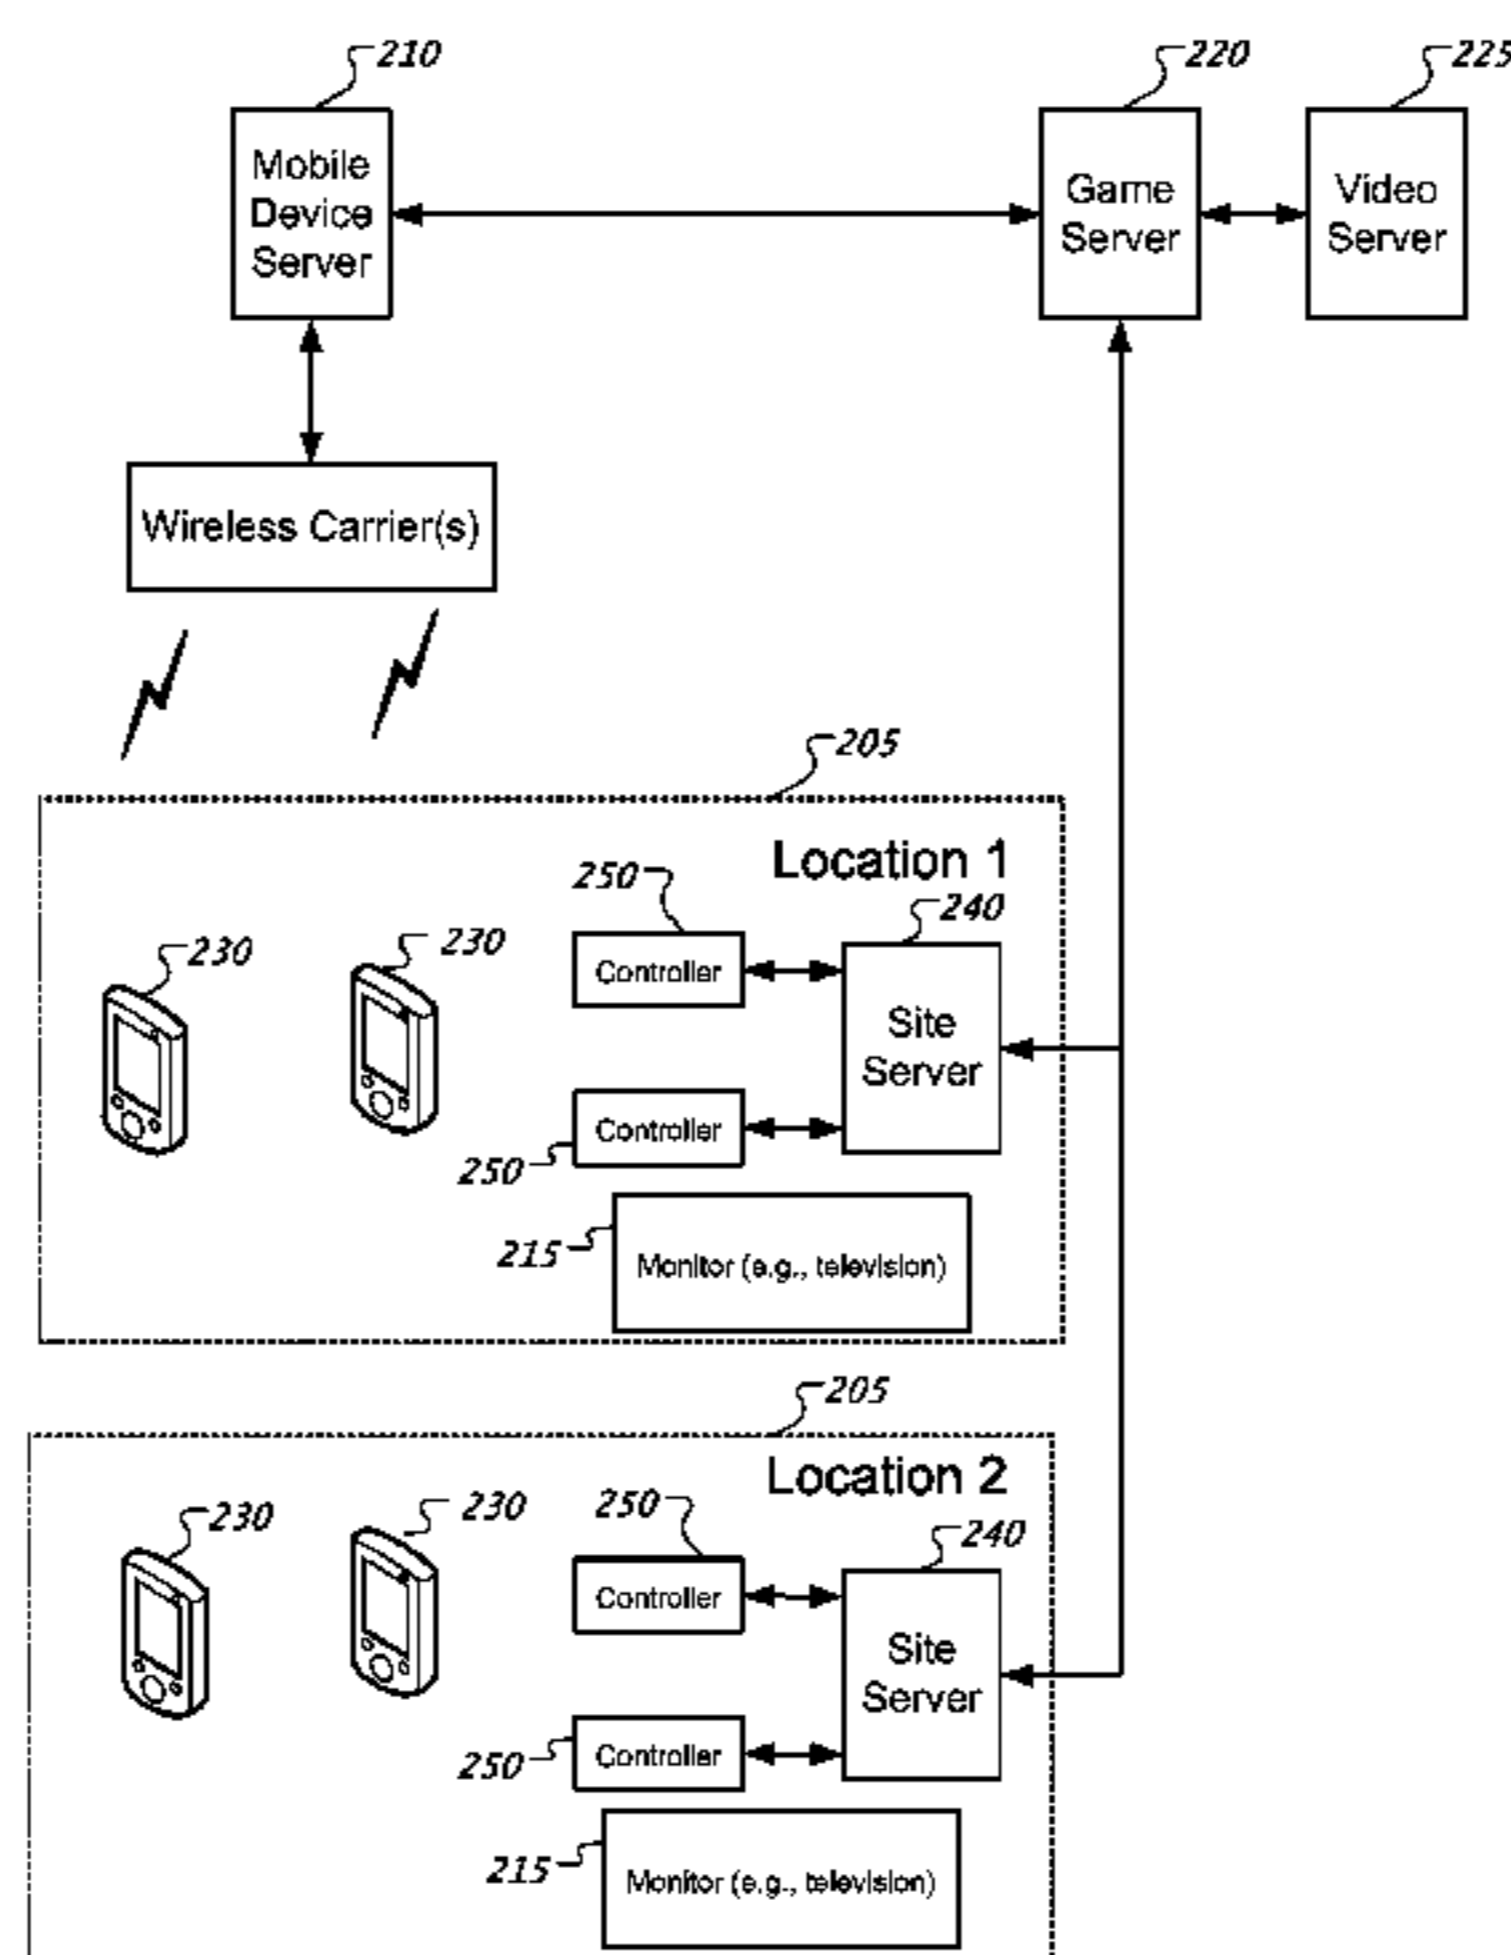 210
220
225
Mobile
Device
Server
Game
Server
Video
Server
Wireless Carrier(s)
205
Location 1
250
240
230
230
Controller
Site
Server
Controller
250
215
Monitor (e.g., television)
205
Location 2
230
230
250
240
Controller
Site
Server
Controller
250
215
Monitor (e.g., television)